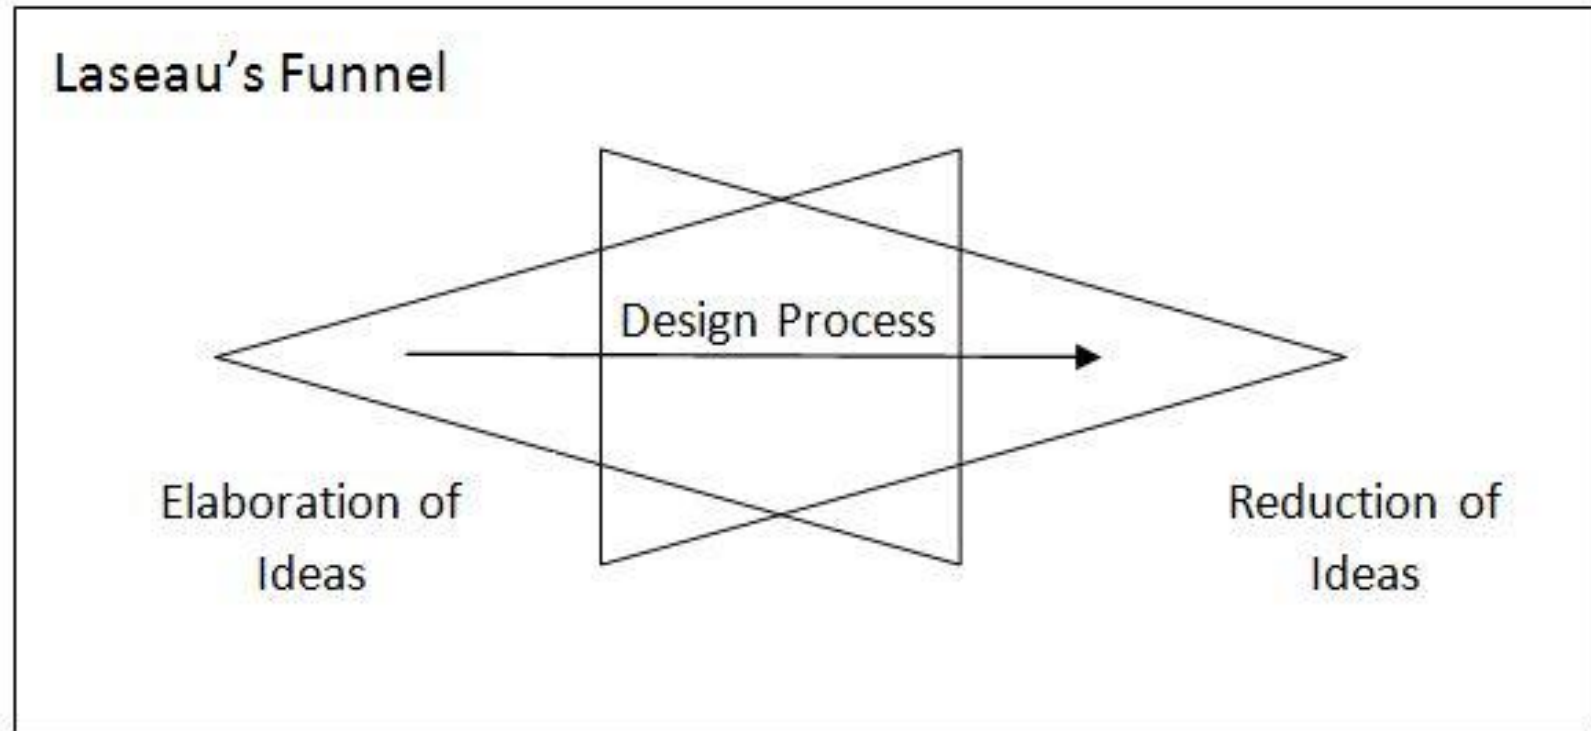 Laseau’s Funnel
Design Process
Elaboration of
Ideas
Reduction of
Ideas